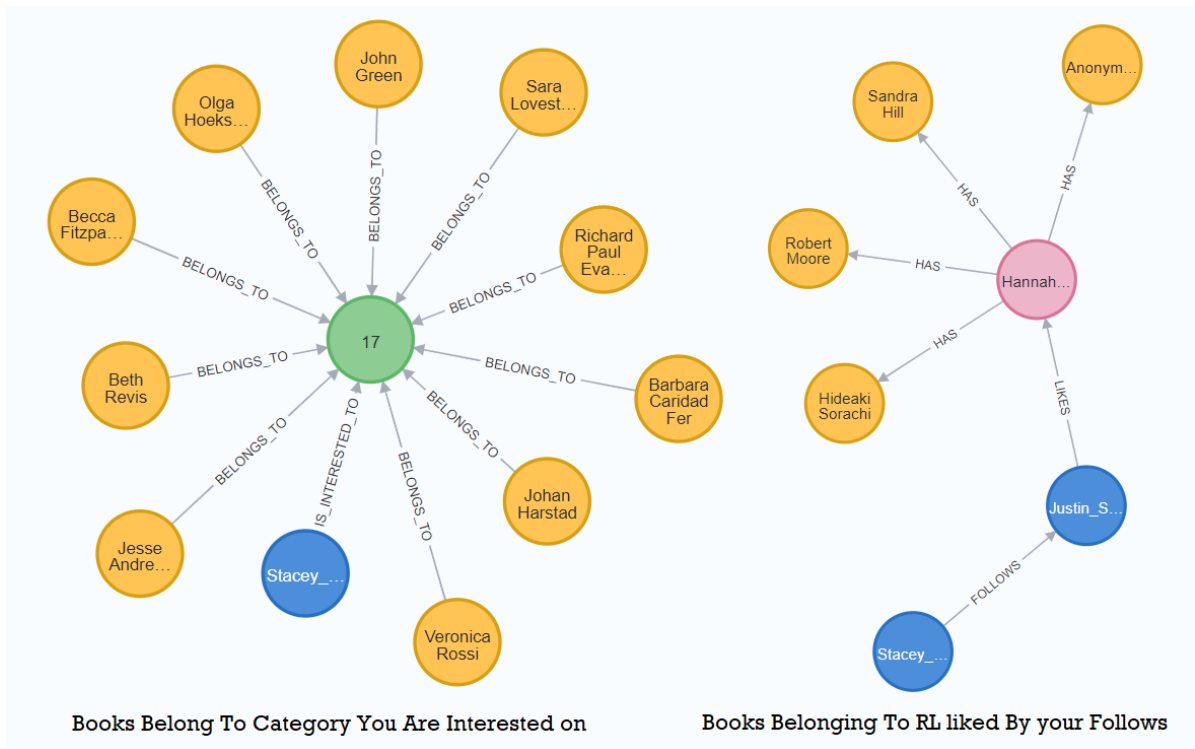 John
Green
Olga
Hoeks…
Sara
Lovest…
Becca
Fitzpa…
Richard
Paul
Eva…
Beth
Revis
17
Barbara
Caridad
Fer
Jesse
Andre…
Stacey_…
Johan
Harstad
Veronica
Rossi
BELONGS_TO
BELONGS_TO
BELONGS_TO
BELONGS_TO
BELONGS_TO
BELONGS_TO
BELONGS_TO
BELONGS_TO
IS_INTERESTED_TO
BELONGS_TO
BELONGS_TO
Books Belong To Category You Are Interested on
Anonym…
Sandra
Hill
HAS
HAS
Robert
Moore
HAS
Hannah…
HAS
Hideaki
Sorachi
LIKES
Justin_S…
FOLLOWS
Stacey_…
Books Belonging To RL liked By your Follows